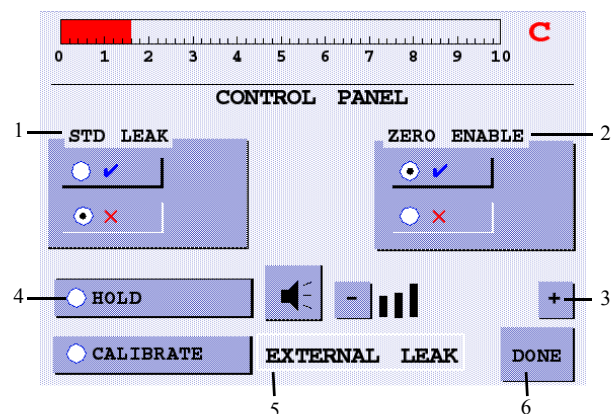 C
0 1 2 3 4 5 6 7 8 9 10
CONTROL PANEL
1 STD LEAK ZERO ENABLE 2
4 HOLD - + 3
CALIBRATE EXTERNAL LEAK DONE
5 6